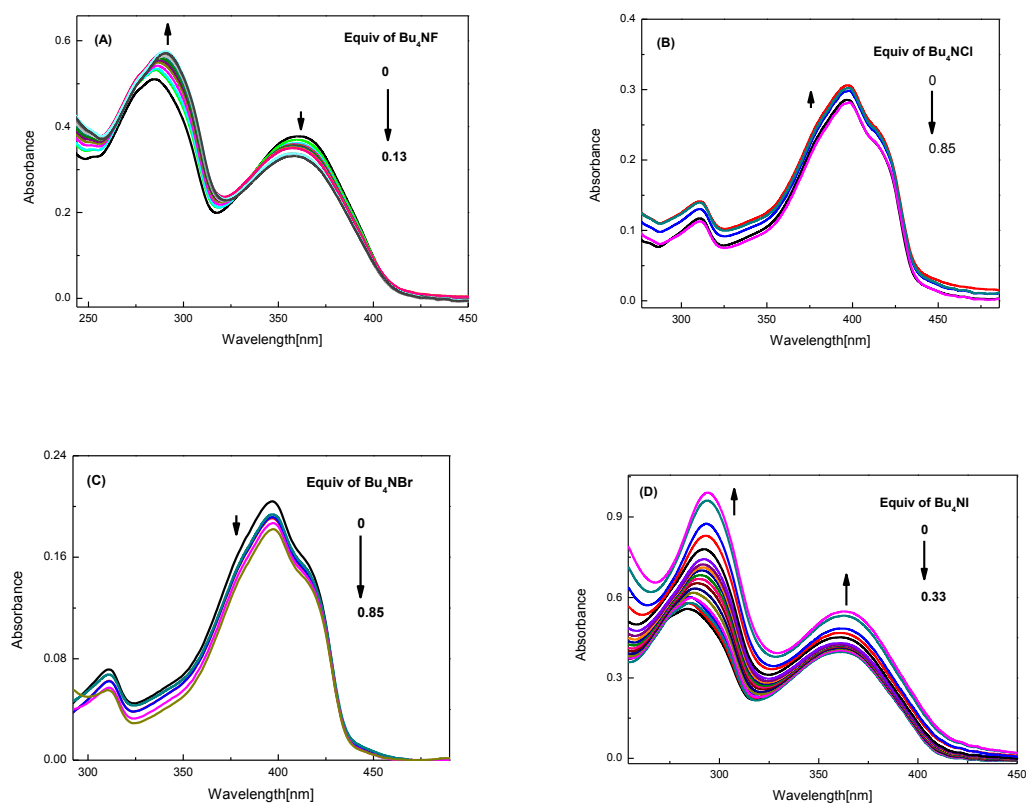 (A)
Equiv of Bu4NF
0
0.13
0.6
0.4
0.2
0.0
Absorbance
250 300 350 400 450
Wavelength[nm]
(B)
Equiv of Bu4NCl
0
0.85
0.4
0.3
0.2
0.1
0.0
Absorbance
300 350 400 450
Wavelength[nm]
(C)
Equiv of Bu4NBr
0
0.85
0.24
0.16
0.08
0.00
Absorbance
300 350 400 450
Wavelength[nm]
(D)
Equiv of Bu4NI
0
0.33
0.9
0.6
0.3
0.0
Absorbance
300 350 400 450
Wavelength[nm]